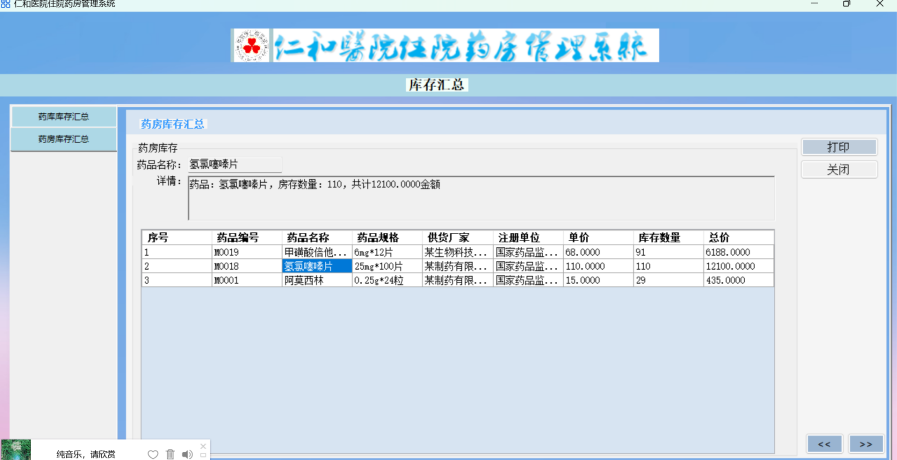 仁和医院住院药房管理系统
仁和醫院住院药房管理系統
库存汇总
药库库存汇总
药房库存汇总
药房库存汇总
药房库存
药品名称: 氢氯噻嗪片
详情: 药品: 氢氯噻嗪片, 房存数量: 110, 共计12100.0000金额
序号 药品编号 药品名称 药品规格 供货厂家 注册单位 单价 库存数量 总价
1 M0019 甲磺酸倍他... 6mg*12片 某生物科技... 国家药品监... 68.0000 91 6188.0000
2 M0018 氢氯噻嗪片 25mg*100片 某制药有限... 国家药品监... 110.0000 110 12100.0000
3 M0001 阿莫西林 0.25g*24粒 某制药有限... 国家药品监... 15.0000 29 435.0000
打印
关闭
<< >>
纯音乐, 请欣赏